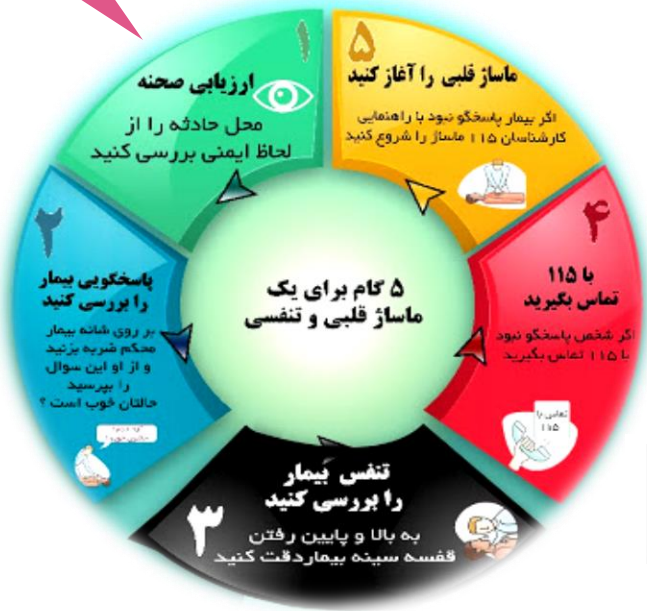 ۵ گام برای یک
ماساژ قلبی و تنفسی
۱
ارزیابی صحنه
محل حادثه را از
لحاظ ایمنی بررسی کنید
۲
پاسخگویی بیمار
را بررسی کنید
بر روی شانه بیمار
محکم ضربه بزنید
و از او این سوال
را بپرسید
حالتان خوب است ؟
۳
تنفس بیمار
را بررسی کنید
به بالا و پایین رفتن
قفسه سینه بیماردقت کنید
۴
با ۱۱۵
تماس بگیرید
اگر شخص پاسخگو نبود
با ۱۱۵ تماس بگیرید
تماس با
۱۱۵
۵
ماساژ قلبی را آغاز کنید
اگر بیمار پاسخگو نبود با راهنمایی
کارشناسان ۱۱۵ ماساژ را شروع کنید